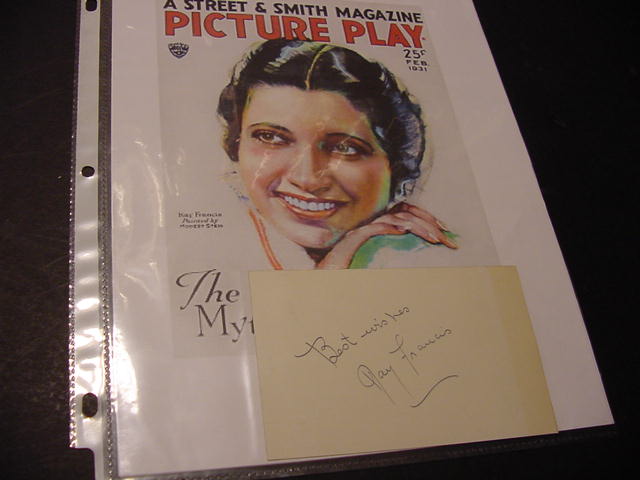 A STREET & SMITH MAGAZINE
PICTURE PLAY
25¢
FEB.
1931
Kay Francis
Painted by
MODEST STEIN
The
Best wishes
Kay Francis